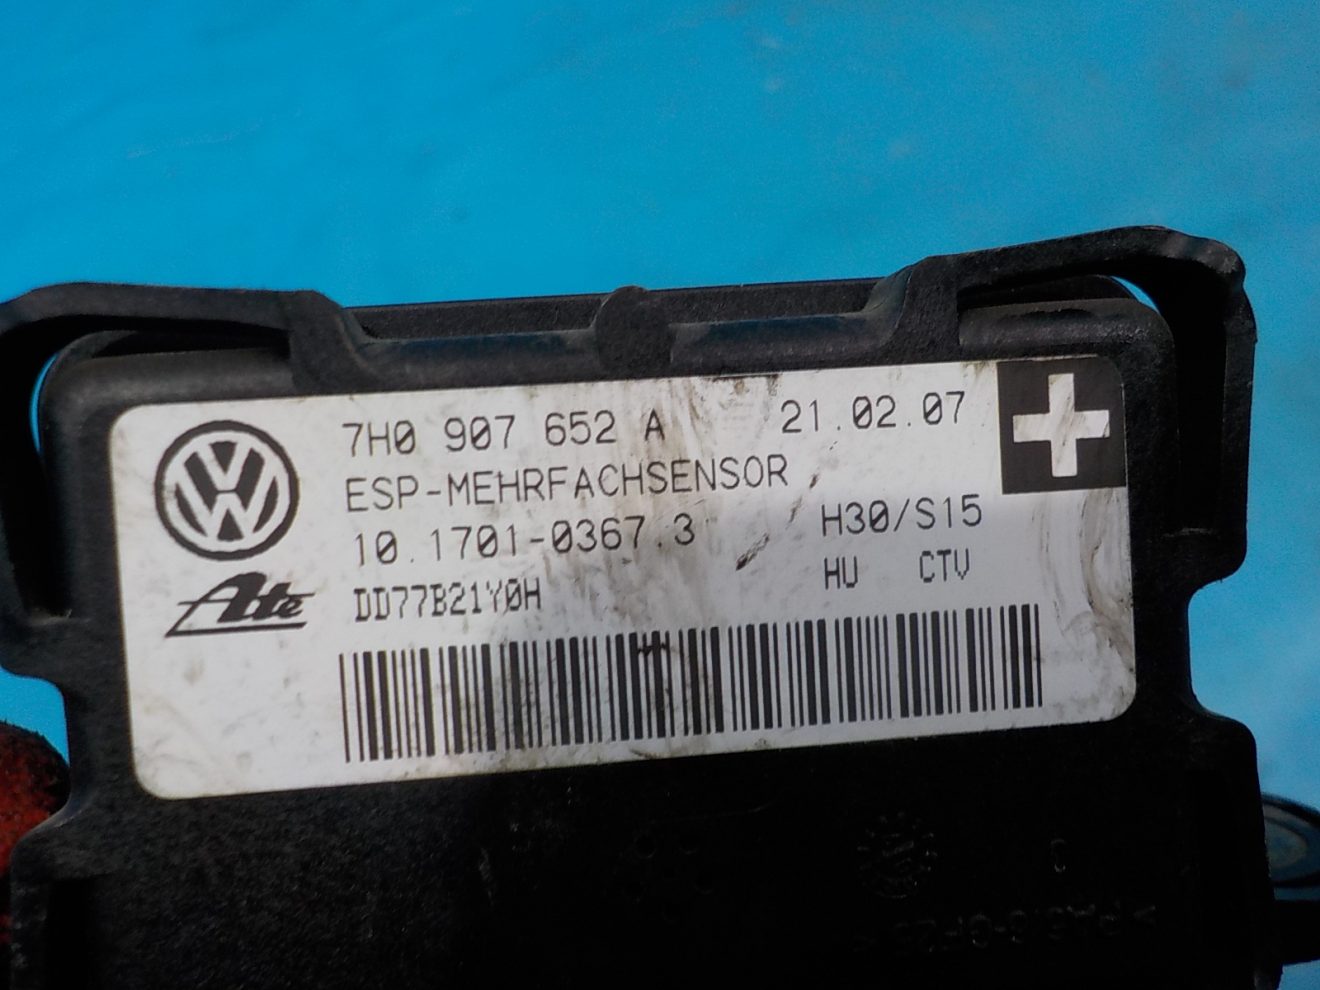 7H0 907 652 A 21.02.07
ESP-MEHRFACHSENSOR
10.1701-0367.3 H30/S15
Ate DD77B21Y0H HU CTV